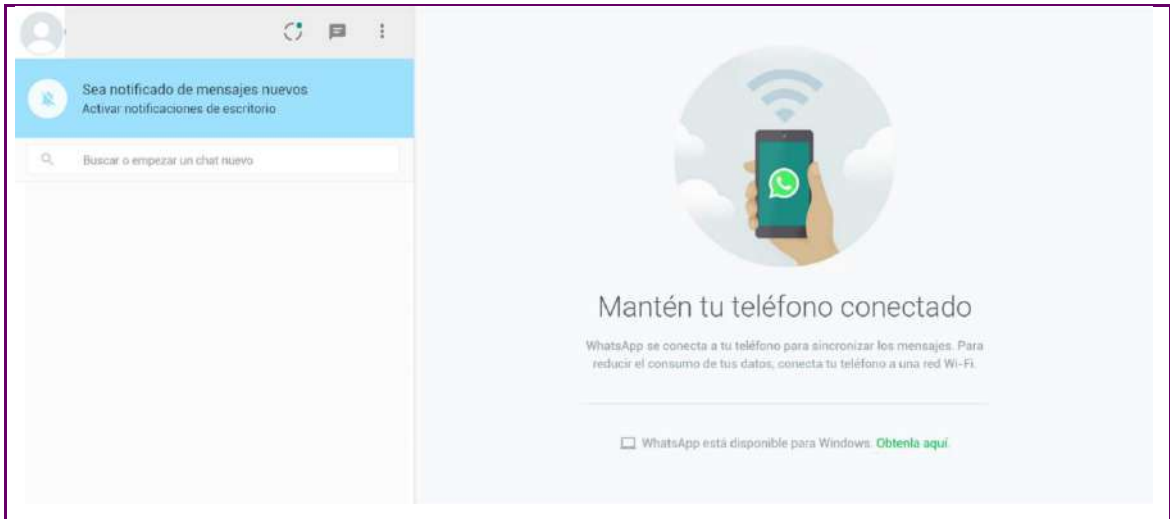 Sea notificado de mensajes nuevos
Activar notificaciones de escritorio
Buscar o empezar un chat nuevo
Mantén tu teléfono conectado
WhatsApp se conecta a tu teléfono para sincronizar los mensajes. Para
reducir el consumo de tus datos, conecta tu teléfono a una red Wi-Fi.
WhatsApp está disponible para Windows. Obtenla aquí.